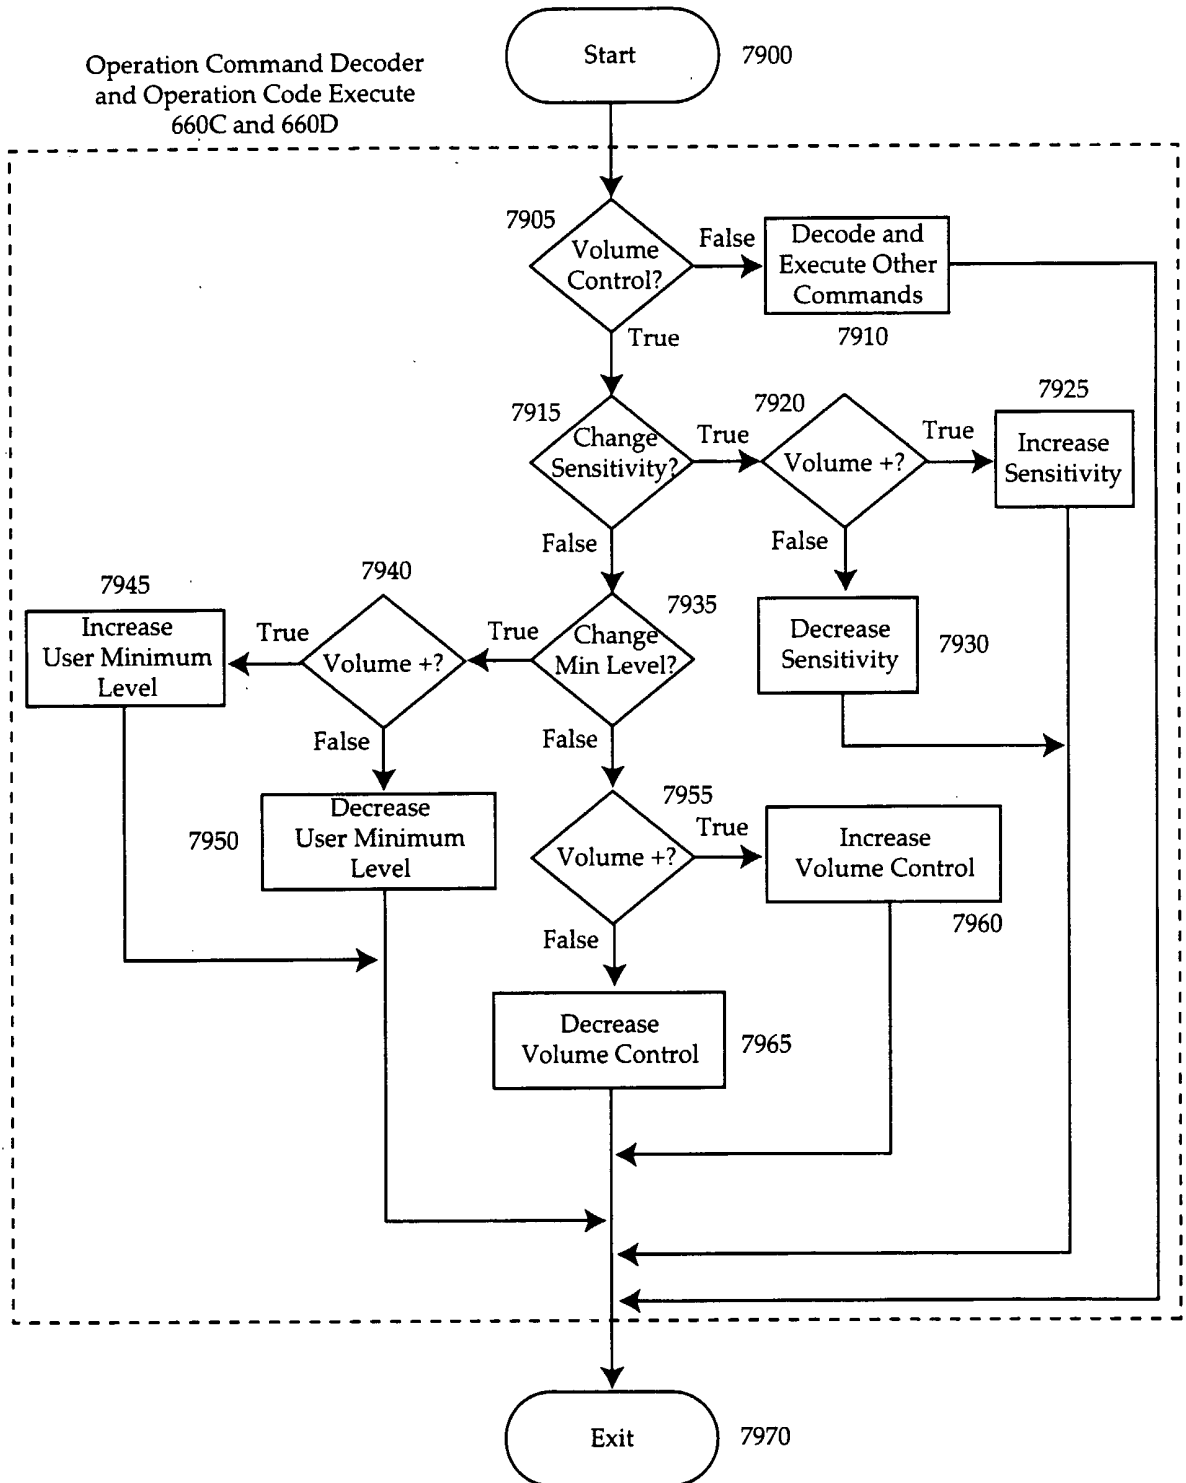 Start
7900
Operation Command Decoder
and Operation Code Execute
660C and 660D
7905
Volume
Control?
False
Decode and
Execute Other
Commands
7910
True
7915
Change
Sensitivity?
True
7920
Volume +?
True
7925
Increase
Sensitivity
False
False
7930
Decrease
Sensitivity
7935
Change
Min Level?
True
7940
Volume +?
True
7945
Increase
User Minimum
Level
False
7950
Decrease
User Minimum
Level
False
7955
Volume +?
True
Increase
Volume Control
7960
False
Decrease
Volume Control
7965
Exit
7970